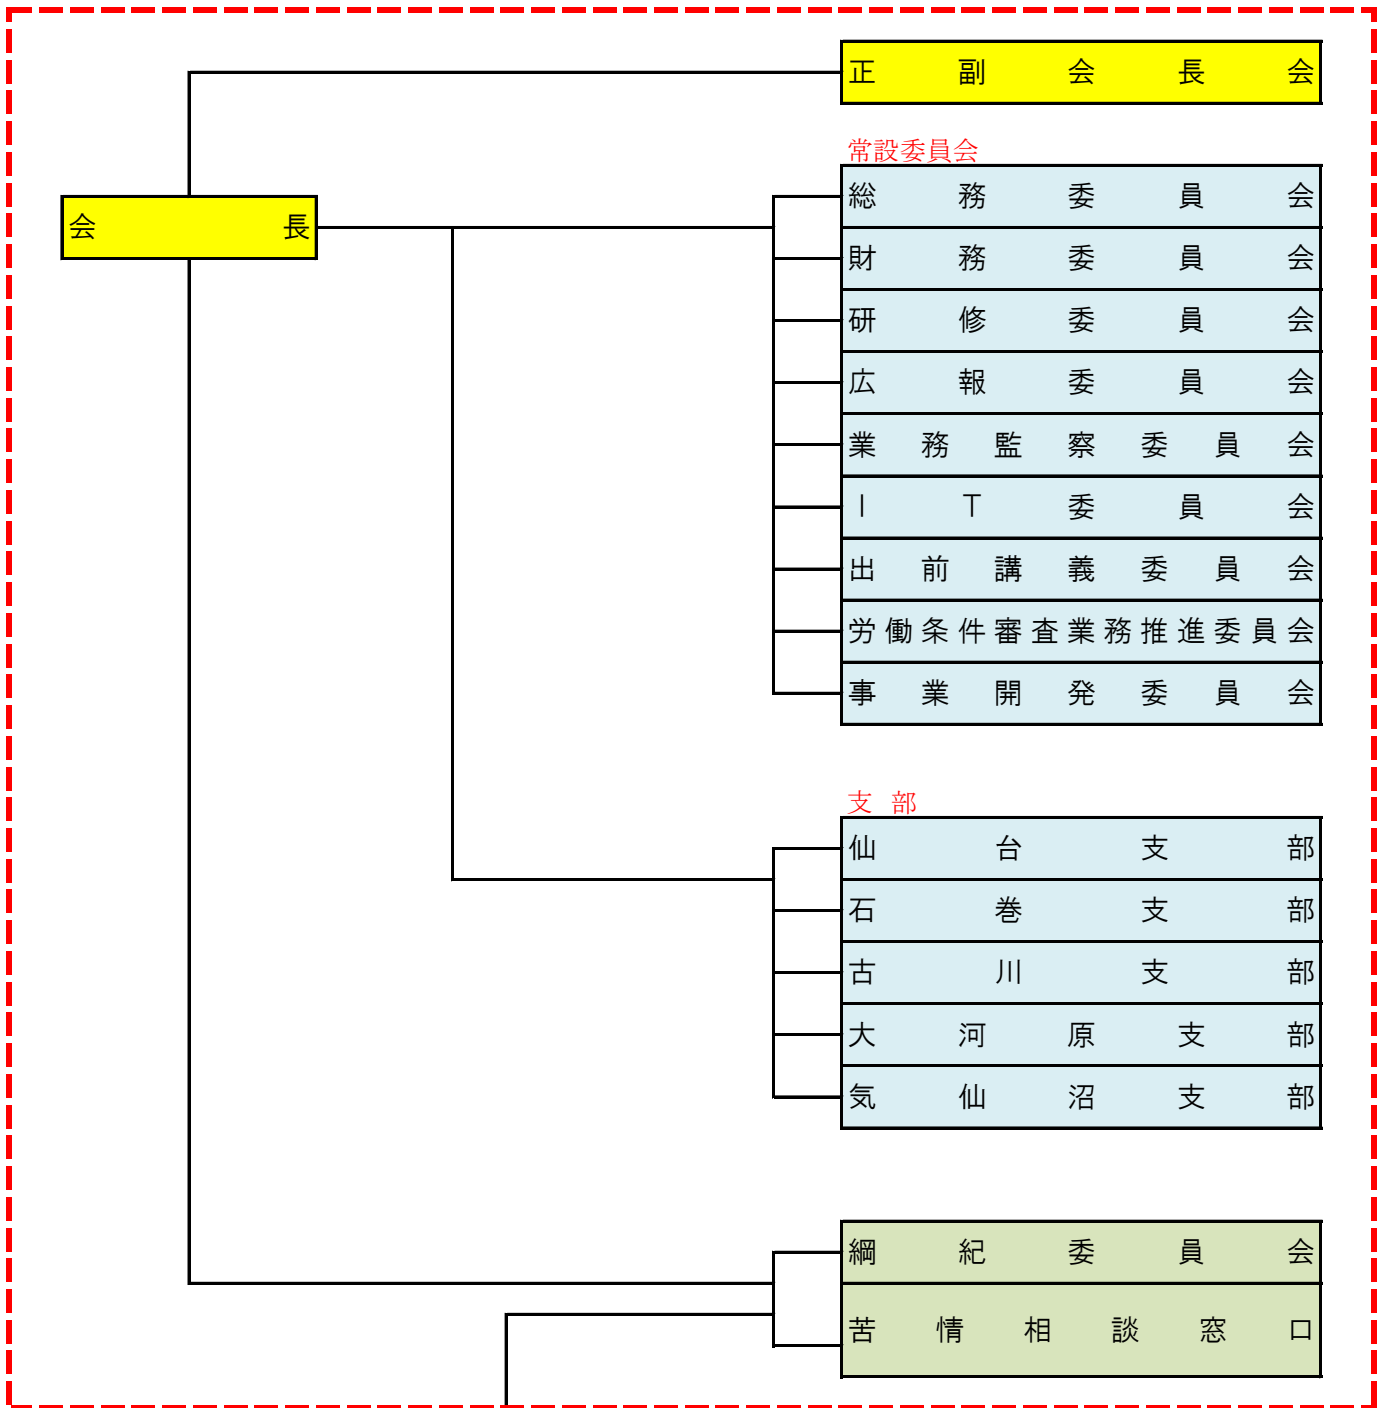 正副会長会
常設委員会
総務委員会
会長
財務委員会
研修委員会
広報委員会
業務監察委員会
IT委員会
出前講義委員会
労働条件審査業務推進委員会
事業開発委員会
支部
仙台支部
石巻支部
古川支部
大河原支部
気仙沼支部
綱紀委員会
苦情相談窓口